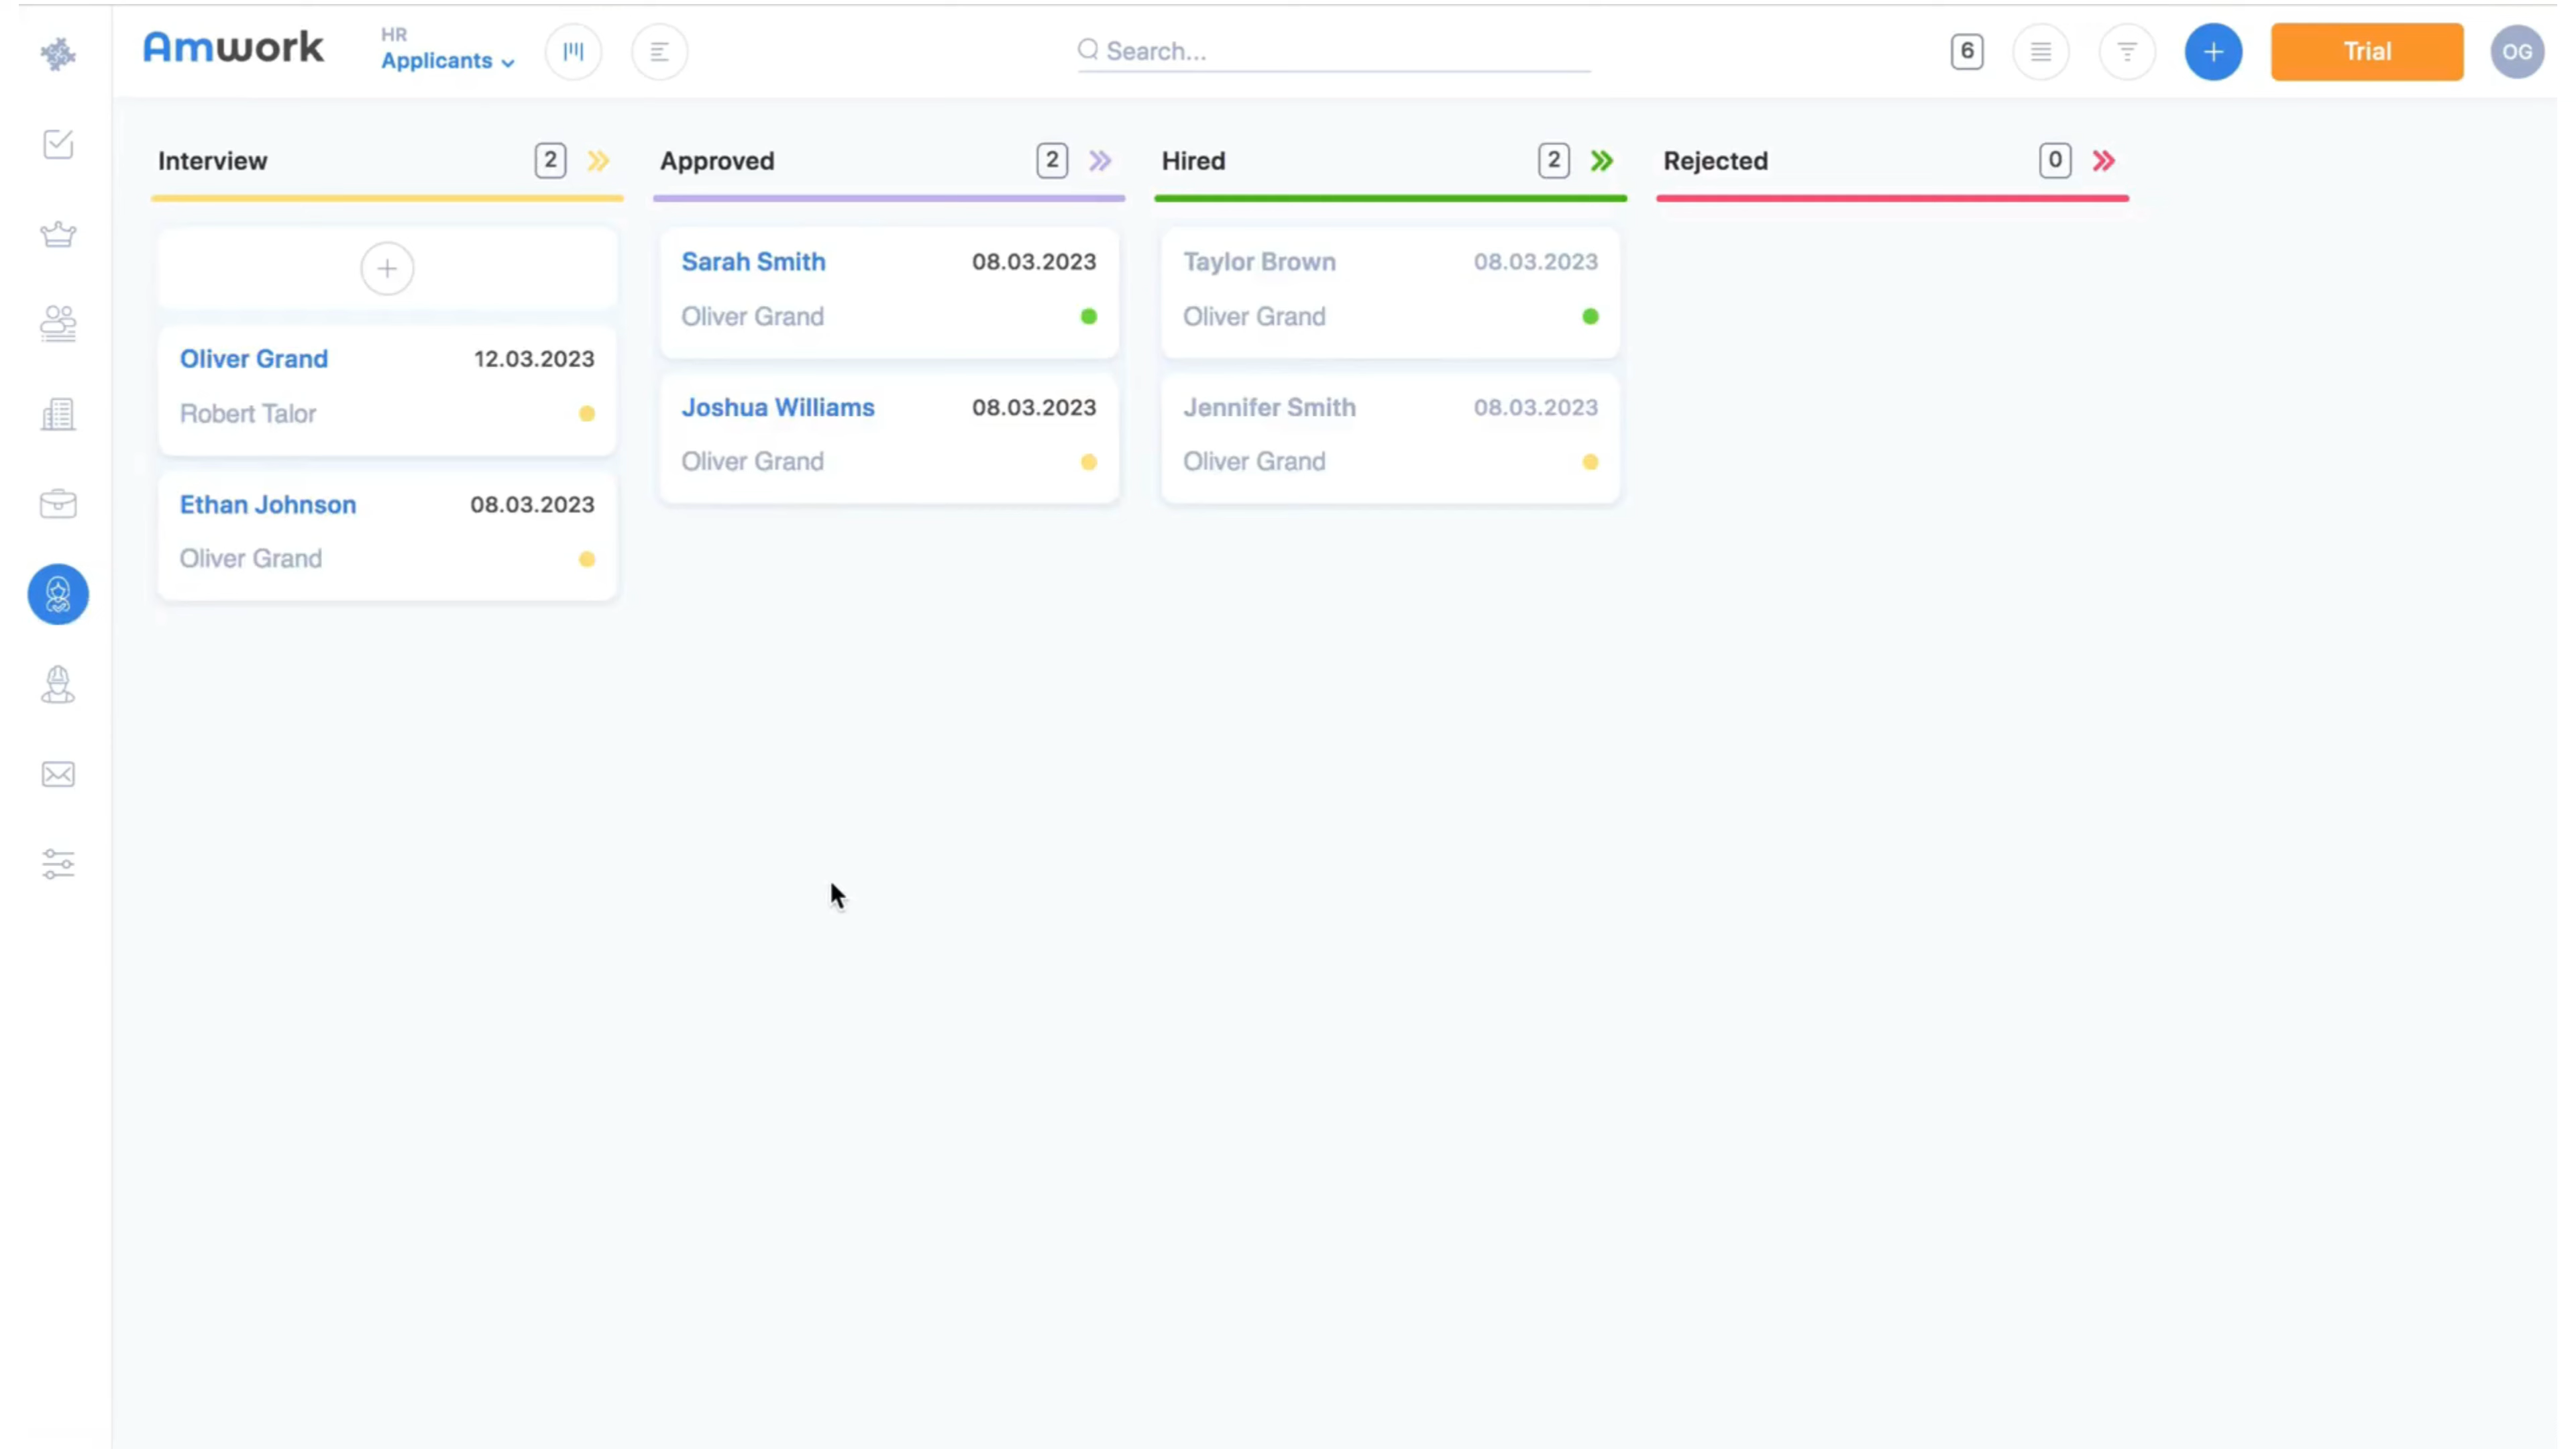 Amwork
HR
Applicants
Search...
6
Trial
OG
Interview 2
Approved 2
Hired 2
Rejected 0
Oliver Grand 12.03.2023
Robert Talor
Ethan Johnson 08.03.2023
Oliver Grand
Sarah Smith 08.03.2023
Oliver Grand
Joshua Williams 08.03.2023
Oliver Grand
Taylor Brown 08.03.2023
Oliver Grand
Jennifer Smith 08.03.2023
Oliver Grand